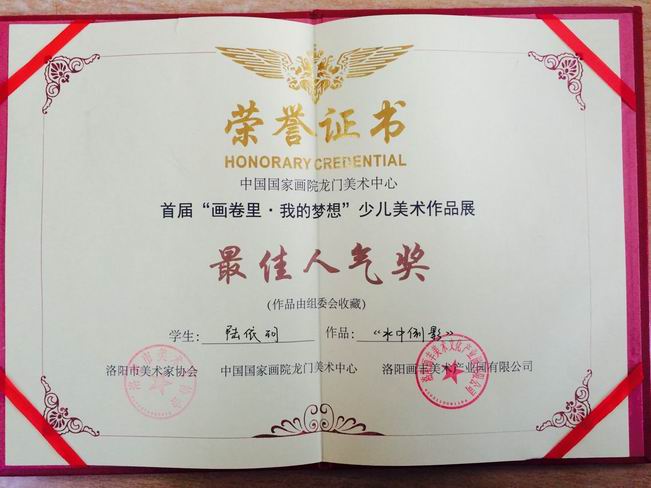 荣誉证书
HONORARY CREDENTIAL
中国国家画院龙门美术中心
首届“画卷里·我的梦想”少儿美术作品展
最佳人气奖
(作品由组委会收藏)
学生: 陆依 作品: “水中倒影”
洛阳市美术家协会 中国国家画院龙门美术中心 洛阳画丰美术产业园有限公司